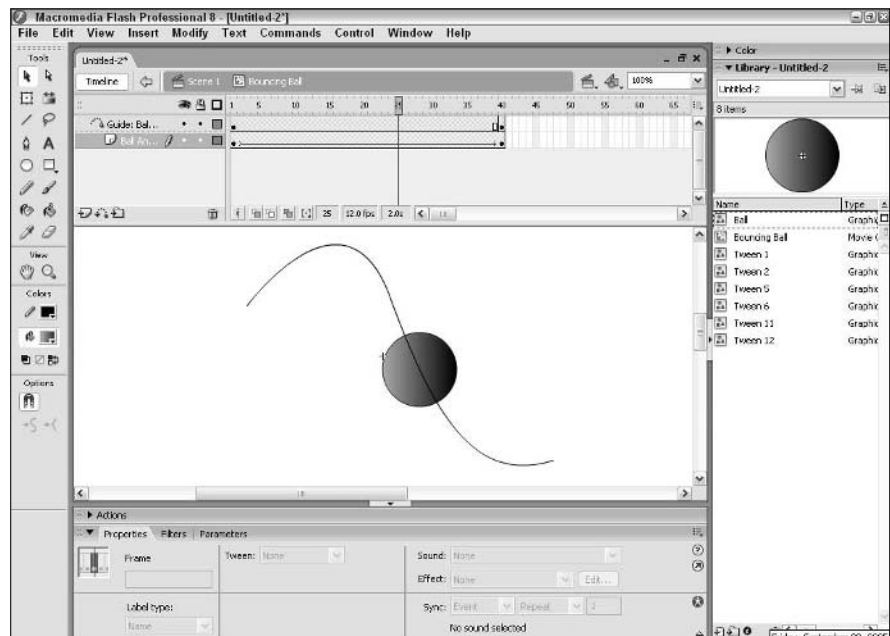 Macromedia Flash Professional 8 - [Untitled-2*]
File Edit View Insert Modify Text Commands Control Window Help
Tools
Untitled-2*
Timeline Scene 1 Bouncing Ball 100%
1 5 10 15 20 25 30 35 40 45 50 55 60 65
Guide: Bal...
Ball An...
25 12.0 fps 2.0s
View
Colors
Options
Color
Library - Untitled-2
Untitled-2
8 items
Name Type
Ball Graphic
Bouncing Ball Movie C
Tween 1 Graphic
Tween 2 Graphic
Tween 5 Graphic
Tween 6 Graphic
Tween 11 Graphic
Tween 12 Graphic
Actions
Properties Filters Parameters
Frame
Tween: None
Sound: None
Effect: None Edit...
Label type:
Name
Sync: Event Repeat 1
No sound selected